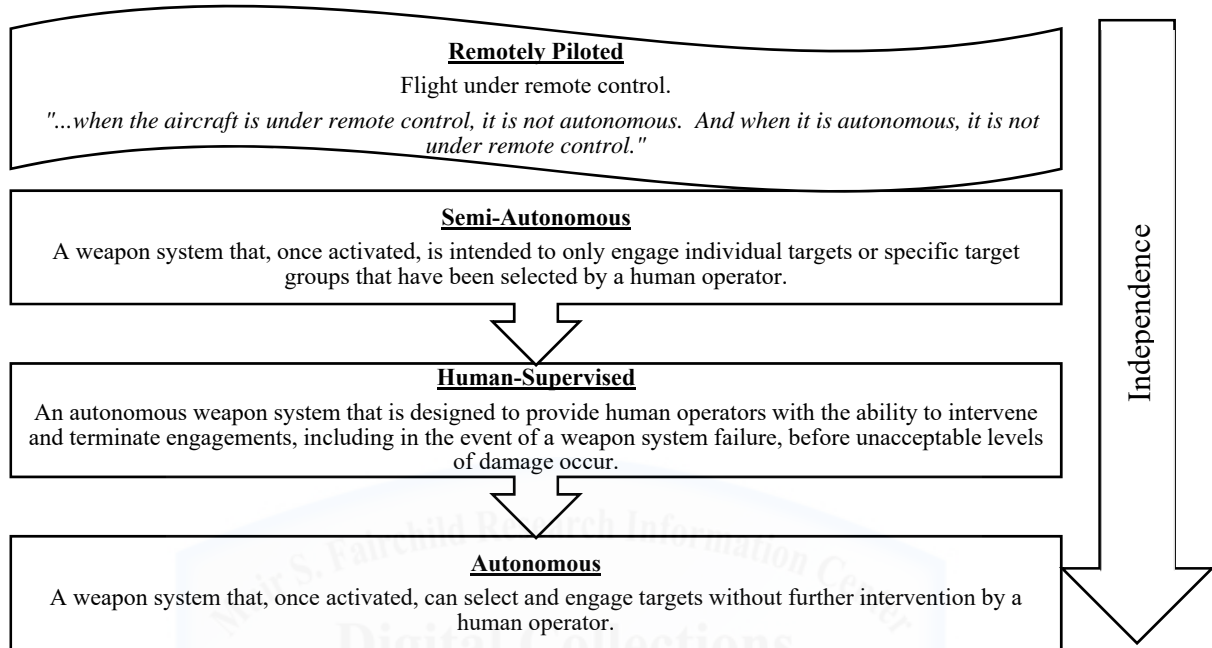 Remotely Piloted
Flight under remote control.
"...when the aircraft is under remote control, it is not autonomous.  And when it is autonomous, it is not
under remote control."
Semi-Autonomous
A weapon system that, once activated, is intended to only engage individual targets or specific target
groups that have been selected by a human operator.
Human-Supervised
An autonomous weapon system that is designed to provide human operators with the ability to intervene
and terminate engagements, including in the event of a weapon system failure, before unacceptable levels
of damage occur.
Autonomous
A weapon system that, once activated, can select and engage targets without further intervention by a
human operator.
Independence
Muir S. Fairchild Research Information Center
Digital Collections